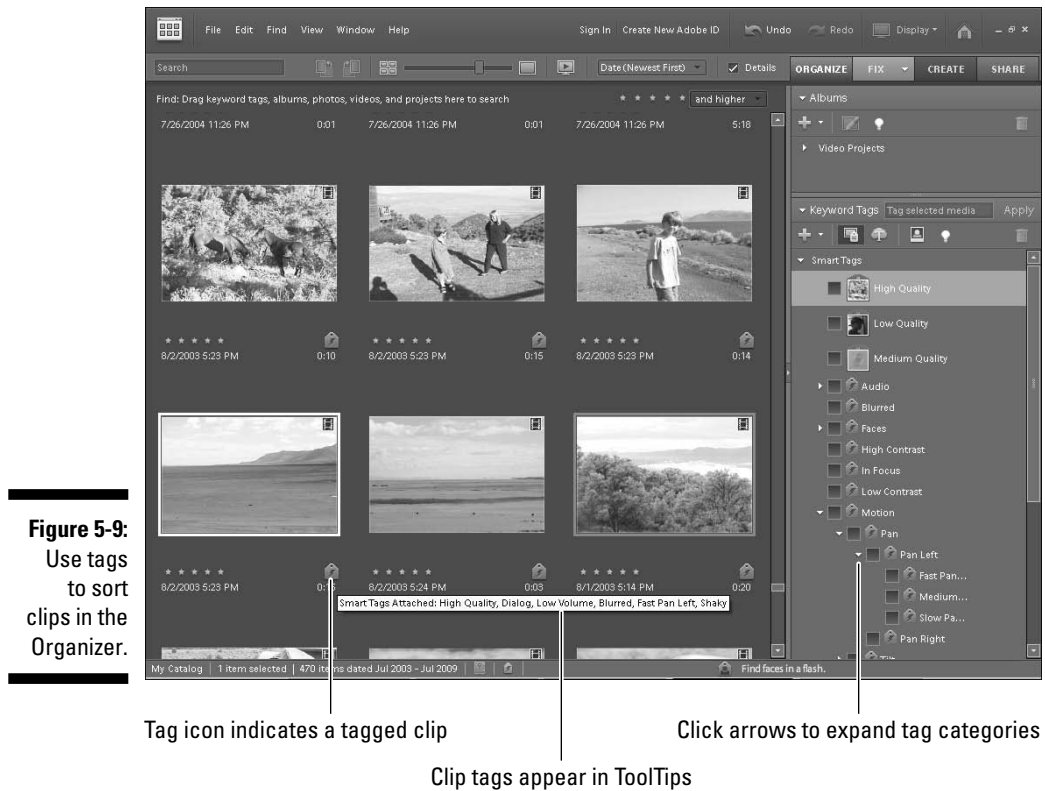 File Edit Find View Window Help Sign In Create New Adobe ID Undo Redo Display
Search Date (Newest First) Details ORGANIZE FIX CREATE SHARE
Find: Drag keyword tags, albums, photos, videos, and projects here to search and higher
7/26/2004 11:26 PM 0:01 7/26/2004 11:26 PM 0:01 7/26/2004 11:26 PM 5:18
8/2/2003 5:23 PM 0:10 8/2/2003 5:23 PM 0:15 8/2/2003 5:23 PM 0:14
8/2/2003 5:23 PM 8/2/2003 5:24 PM 0:03 8/1/2003 5:14 PM 0:20
Smart Tags Attached: High Quality, Dialog, Low Volume, Blurred, Fast Pan Left, Shaky
My Catalog 1 item selected 470 items dated Jul 2003 - Jul 2009 Find faces in a flash.
Albums
Video Projects
Keyword Tags Tag selected media Apply
Smart Tags
High Quality
Low Quality
Medium Quality
Audio
Blurred
Faces
High Contrast
In Focus
Low Contrast
Motion
Pan
Pan Left
Fast Pan...
Medium...
Slow Pa...
Pan Right
Figure 5-9:
Use tags
to sort
clips in the
Organizer.
Tag icon indicates a tagged clip
Click arrows to expand tag categories
Clip tags appear in ToolTips